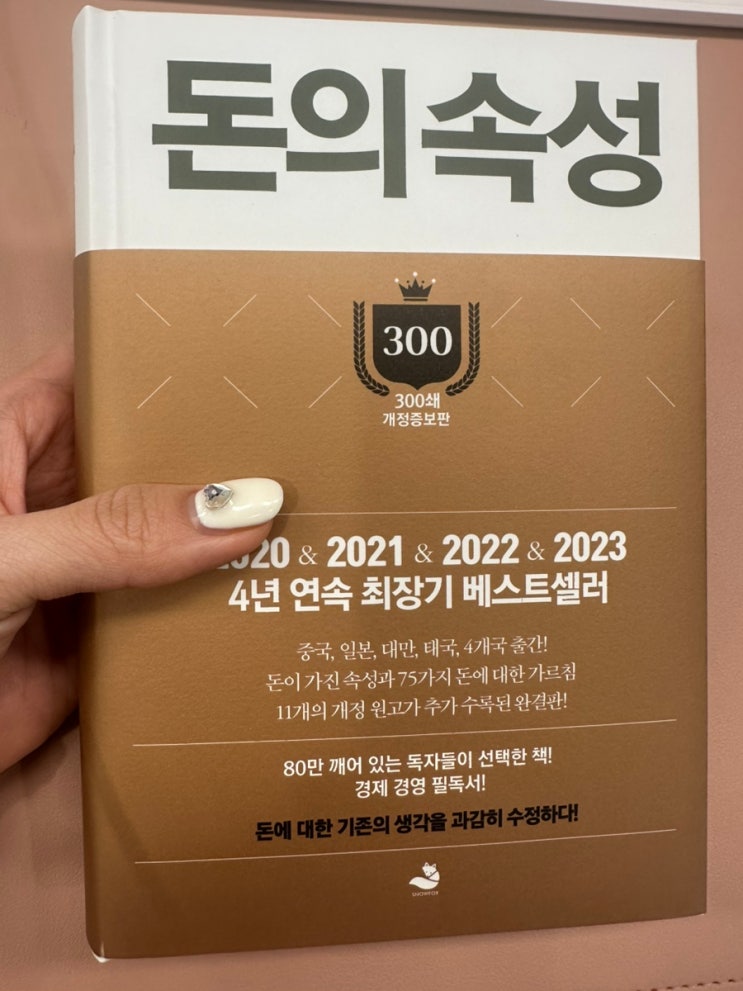 돈의 속성
300
300쇄
개정증보판
& 2021 & 2022 & 2023
4년 연속 최장기 베스트셀러
중국, 일본, 대만, 태국, 4개국 출간!
돈이 가진 속성과 75가지 돈에 대한 가르침
11개의 개정 원고가 추가 수록된 완결판!
80만 깨어 있는 독자들이 선택한 책!
경제 경영 필독서!
돈에 대한 기존의 생각을 과감히 수정하다!
SNOWFOX